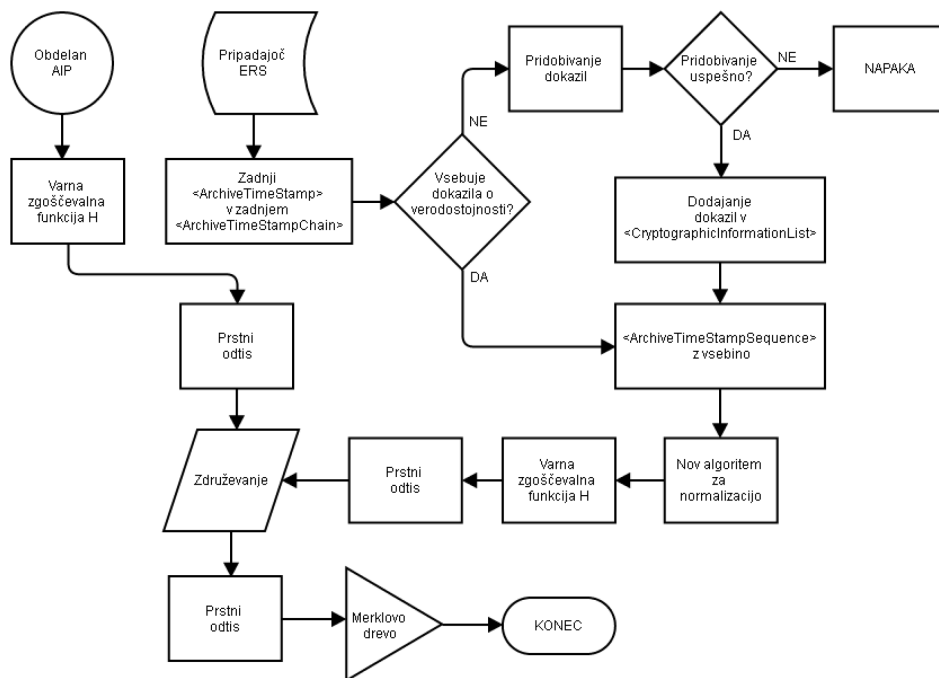 Obdelan
AIP
Pripadajoč
ERS
Pridobivanje
dokazil
Pridobivanje
uspešno?
NE
NAPAKA
NE
DA
Varna
zgoščevalna
funkcija H
Zadnji
<ArchiveTimeStamp>
v zadnjem
<ArchiveTimeStampChain>
Vsebuje
dokazila o
verodostojnosti?
Dodajanje
dokazil v
<CryptographicInformationList>
DA
Prstni
odtis
<ArchiveTimeStampSequence>
z vsebino
Združevanje
Prstni
odtis
Varna
zgoščevalna
funkcija H
Nov algoritem
za
normalizacijo
Prstni
odtis
Merklovo
drevo
KONEC